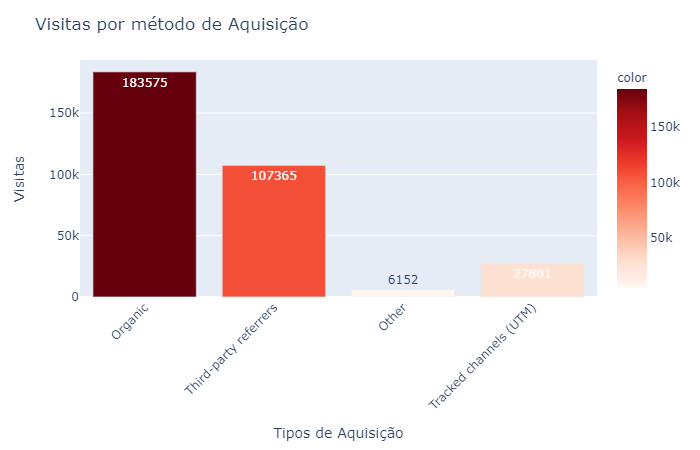 Visitas por método de Aquisição
Visitas
150k
100k
50k
0
183575
107365
6152
27801
Organic
Third-party referrers
Other
Tracked channels (UTM)
Tipos de Aquisição
color
150k
100k
50k